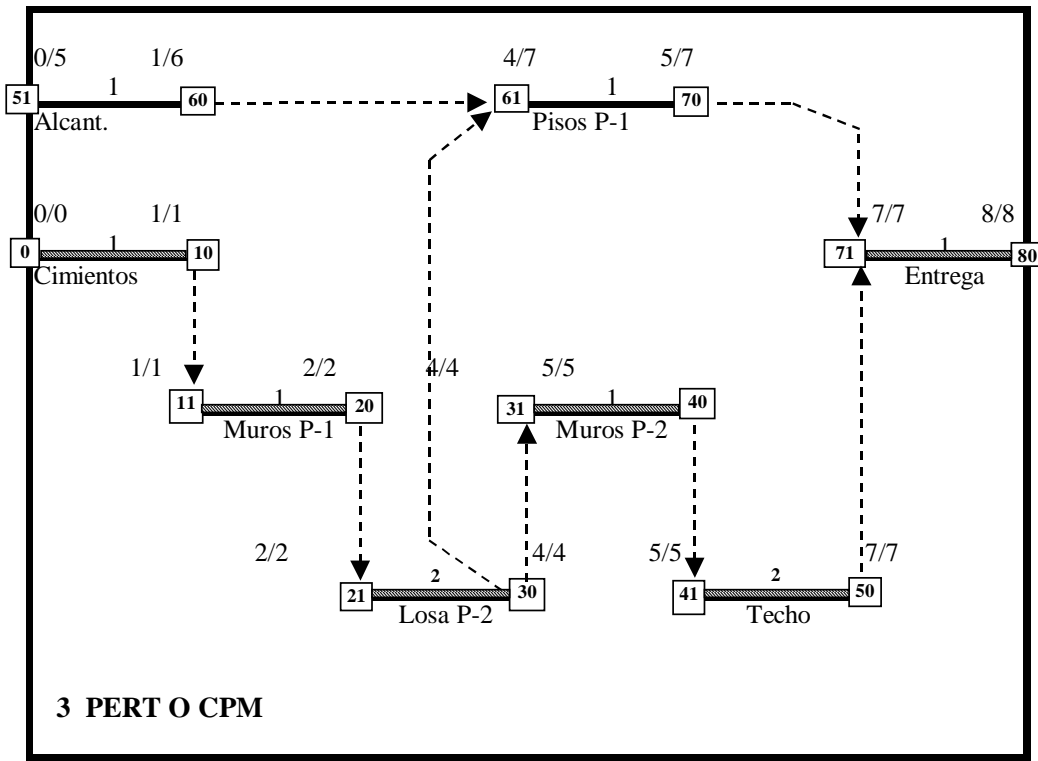 0/5 1/6 4/7 5/7
51 1 60 61 1 70
Alcant. Pisos P-1
0/0 1/1 7/7 8/8
0 1 10 71 1 80
Cimientos Entrega
1/1 2/2 4/4 5/5
11 1 20 31 1 40
Muros P-1 Muros P-2
2/2 4/4 5/5 7/7
21 2 30 41 2 50
Losa P-2 Techo
3 PERT O CPM